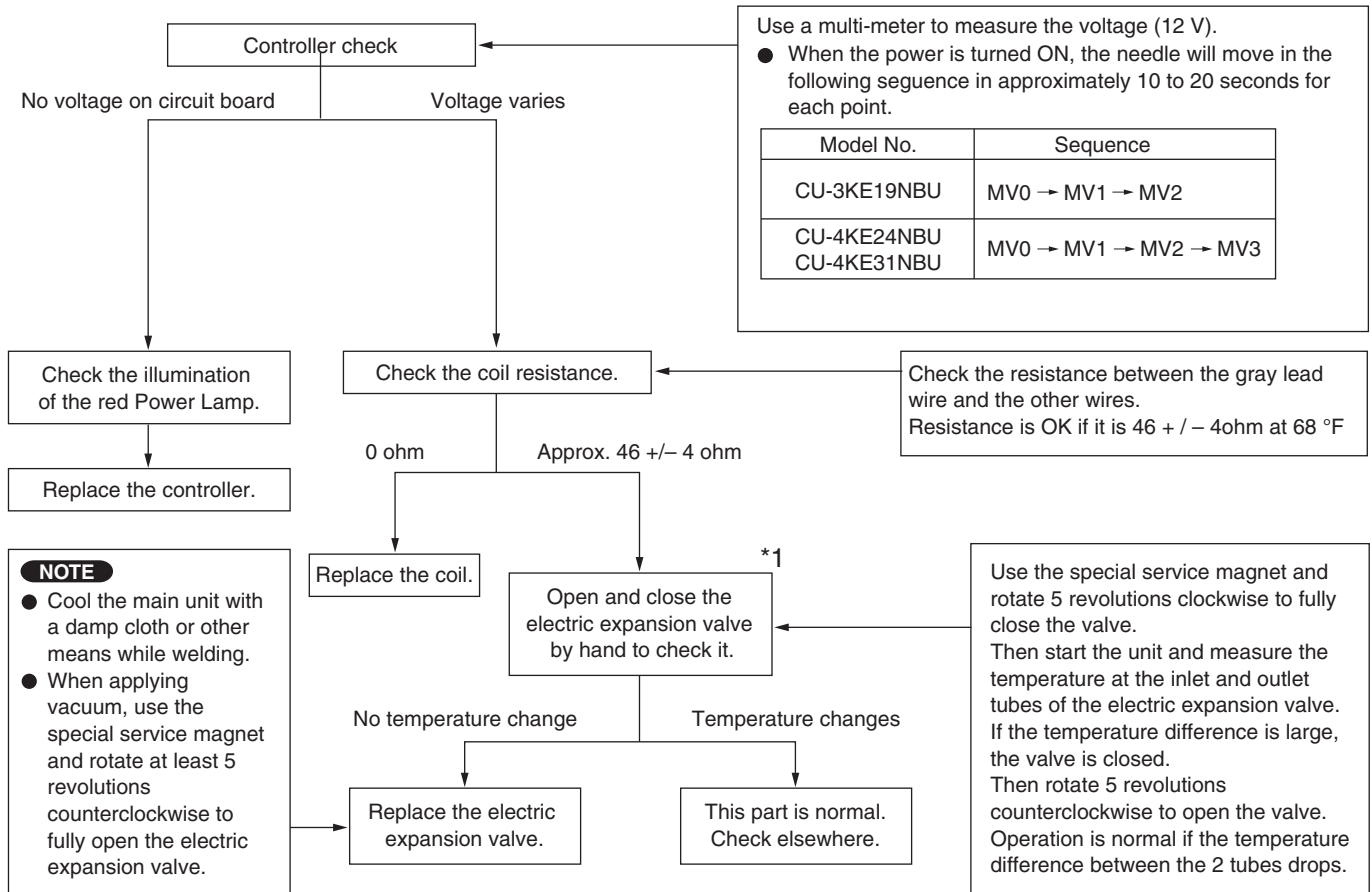 Controller check
Use a multi-meter to measure the voltage (12 V).
● When the power is turned ON, the needle will move in the
following seguence in approximately 10 to 20 seconds for
each point.
Model No. Sequence
CU-3KE19NBU MV0 → MV1 → MV2
CU-4KE24NBU
CU-4KE31NBU
MV0 → MV1 → MV2 → MV3
No voltage on circuit board Voltage varies
Check the illumination
of the red Power Lamp.
Check the coil resistance.
Check the resistance between the gray lead
wire and the other wires.
Resistance is OK if it is 46 + / – 4ohm at 68 °F
Replace the controller.
0 ohm Approx. 46 +/– 4 ohm
NOTE
● Cool the main unit with
a damp cloth or other
means while welding.
● When applying
vacuum, use the
special service magnet
and rotate at least 5
revolutions
counterclockwise to
fully open the electric
expansion valve.
Replace the coil.
*1
Open and close the
electric expansion valve
by hand to check it.
Use the special service magnet and
rotate 5 revolutions clockwise to fully
close the valve.
Then start the unit and measure the
temperature at the inlet and outlet
tubes of the electric expansion valve.
If the temperature difference is large,
the valve is closed.
Then rotate 5 revolutions
counterclockwise to open the valve.
Operation is normal if the temperature
difference between the 2 tubes drops.
No temperature change Temperature changes
Replace the electric
expansion valve.
This part is normal.
Check elsewhere.